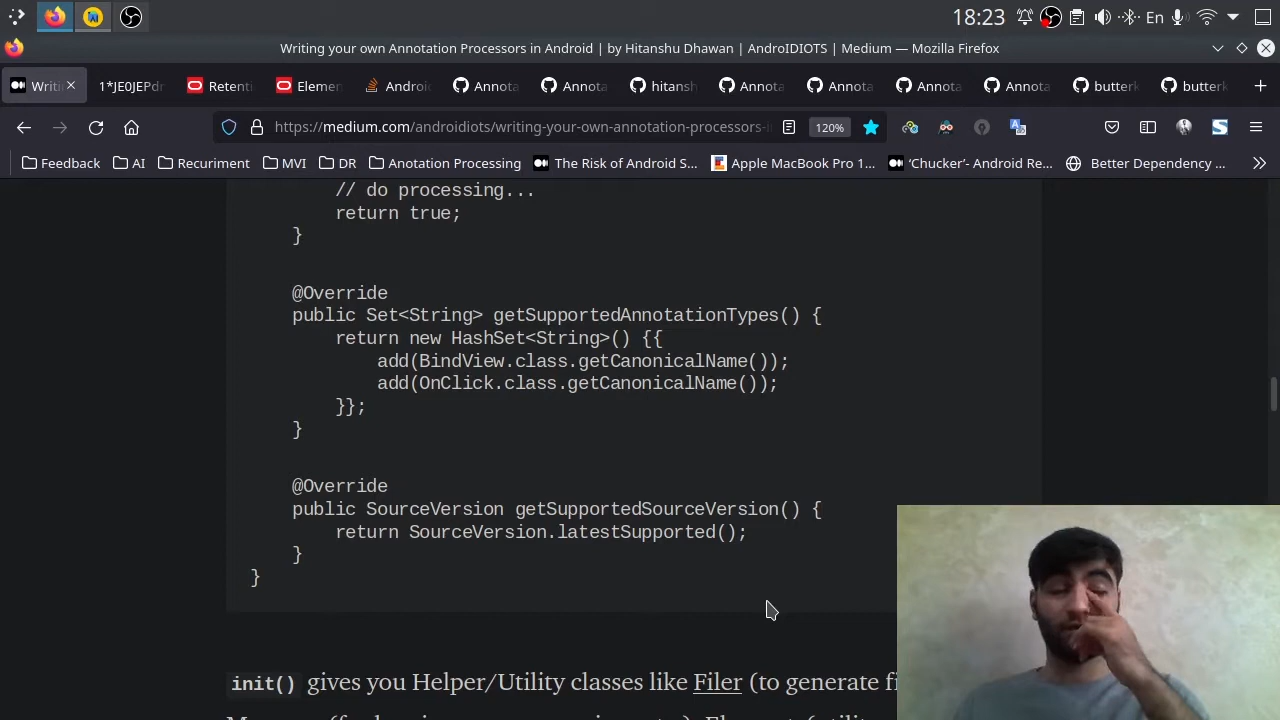 18:23
En
Writing your own Annotation Processors in Android | by Hitanshu Dhawan | AndroIDIOTS | Medium — Mozilla Firefox
Writi
1*JE0JEPdr
Retenti
Elemen
Androi
Annota
Annota
hitansh
Annota
Annota
Annota
Annota
butterk
butterk
https://medium.com/androidiots/writing-your-own-annotation-processors-i
120%
Feedback
AI
Recruriment
MVI
DR
Anotation Processing
The Risk of Android S...
Apple MacBook Pro 1...
'Chucker'- Android Re...
Better Dependency ...
// do processing...
return true;
}
@Override
public Set<String> getSupportedAnnotationTypes() {
return new HashSet<String>() {{
add(BindView.class.getCanonicalName());
add(OnClick.class.getCanonicalName());
}};
}
@Override
public SourceVersion getSupportedSourceVersion() {
return SourceVersion.latestSupported();
}
}
init() gives you Helper/Utility classes like Filer (to generate fi